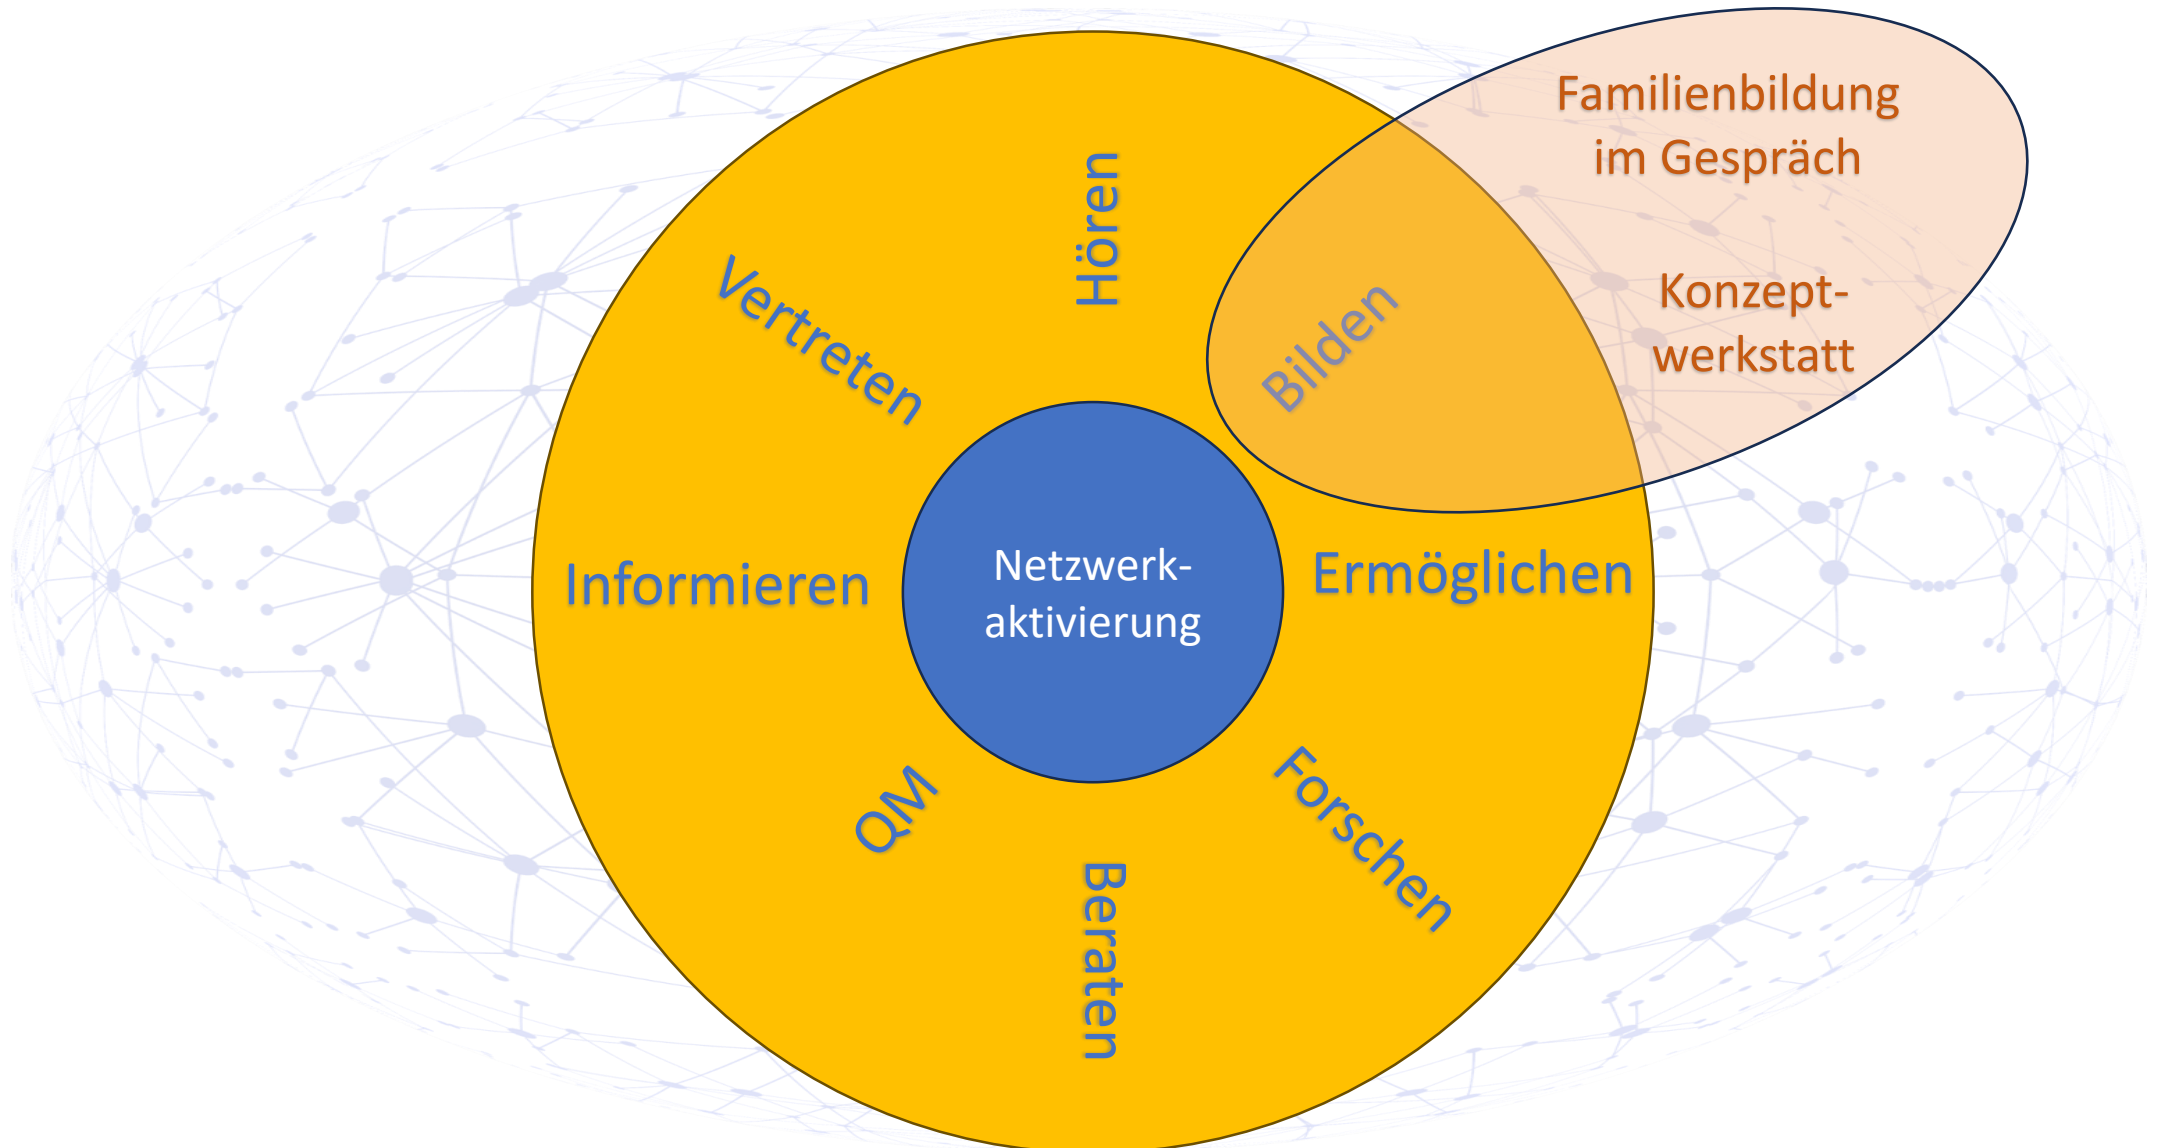 Familienbildung
im Gespräch
Konzept-
werkstatt
Hören
Bilden
Vertreten
Informieren
Netzwerk-
aktivierung
Ermöglichen
QM
Forschen
Beraten